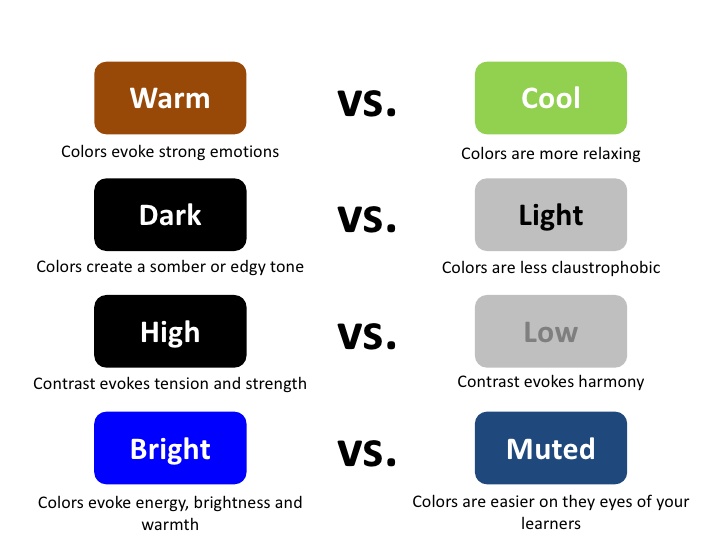 Warm vs. Cool
Colors evoke strong emotions
Colors are more relaxing
Dark vs. Light
Colors create a somber or edgy tone
Colors are less claustrophobic
High vs. Low
Contrast evokes tension and strength
Contrast evokes harmony
Bright vs. Muted
Colors evoke energy, brightness and
warmth
Colors are easier on they eyes of your
learners